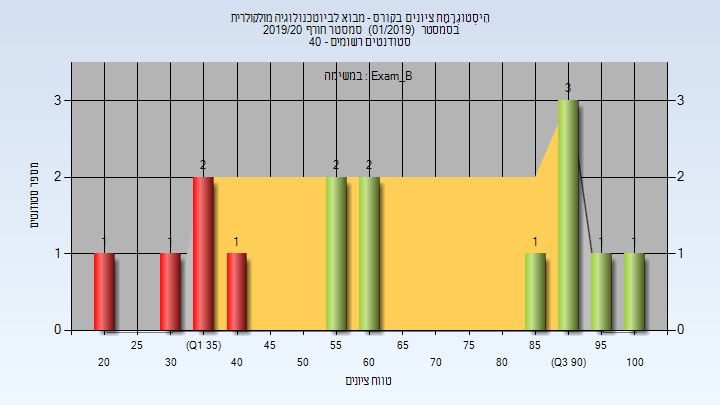 היסטוגרמת ציונים בקורס - מבוא לביוטכנולוגיה מולקולרית
בסמסטר (01/2019) סמסטר חורף 2019/20
סטודנטים רשומים - 40
במשימה : Exam_B
מספר סטודנטים
3 3
2 2
1 1
0 0
1 1 2 1 2 2 1 3 1 1
25 (Q1 35) 45 55 65 75 85 95
20 30 40 50 60 70 80 (Q3 90) 100
טווח ציונים